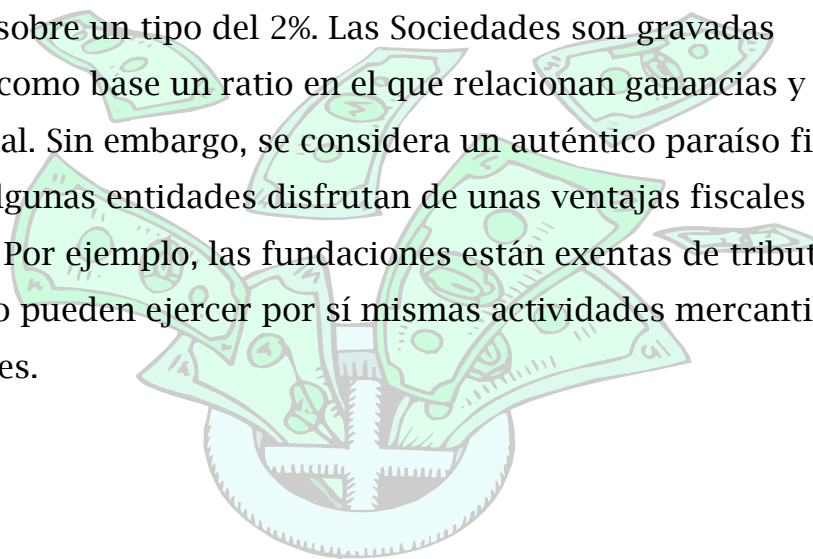 sobre un tipo del 2%. Las Sociedades son gravadas
como base un ratio en el que relacionan ganancias y
al. Sin embargo, se considera un auténtico paraíso fi
lgunas entidades disfrutan de unas ventajas fiscales
Por ejemplo, las fundaciones están exentas de tribut
o pueden ejercer por sí mismas actividades mercanti
es.